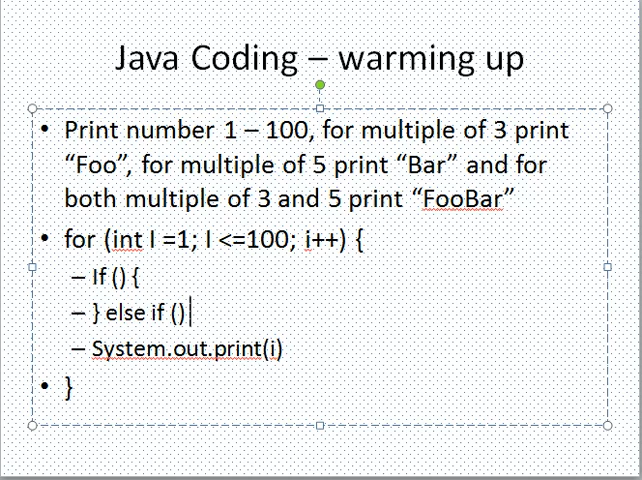 Java Coding – warming up
• Print number 1 – 100, for multiple of 3 print
“Foo”, for multiple of 5 print “Bar” and for
both multiple of 3 and 5 print “FooBar”
• for (int I =1; I <=100; i++) {
– If () {
– } else if ()
– System.out.print(i)
• }